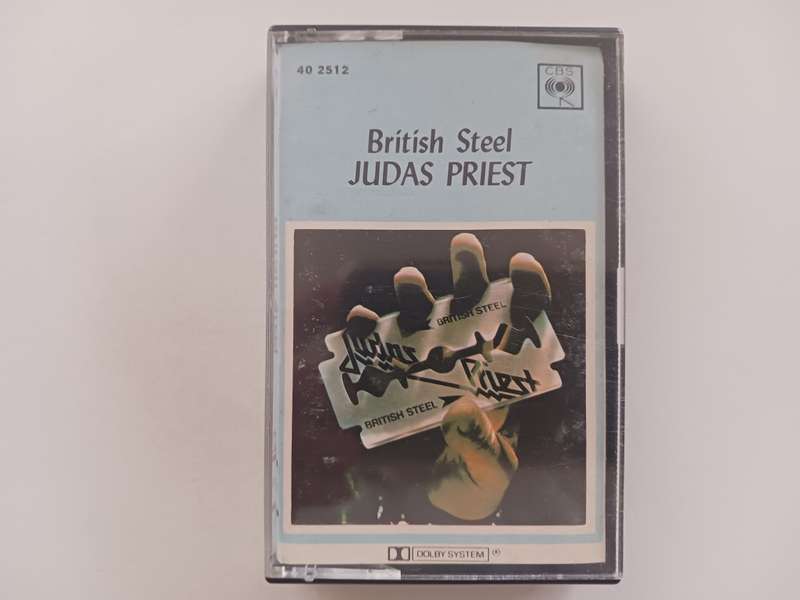 40 2512
CBS
British Steel
JUDAS PRIEST
BRITISH STEEL
Judas
Priest
BRITISH STEEL
DOLBY SYSTEM